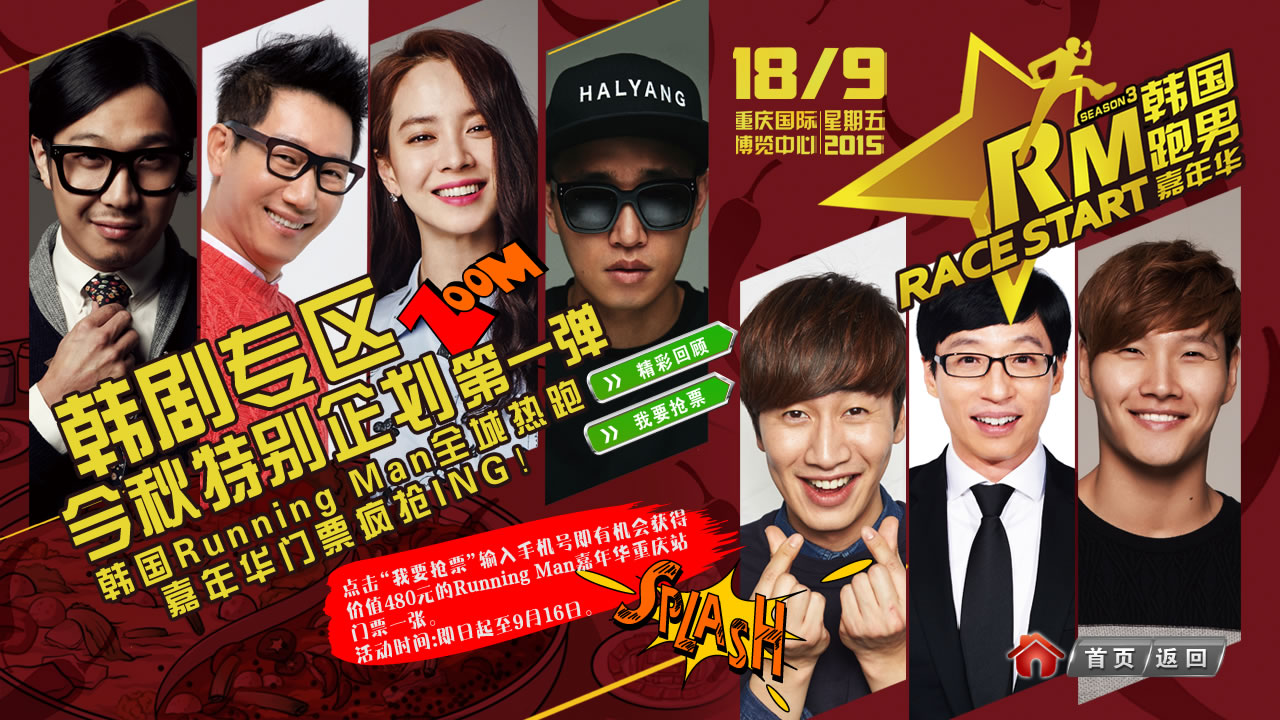 HALYANG
18/9
重庆国际
博览中心
星期五
2015
SEASON 3
韩国
跑男
嘉年华
RM
RACE START
ZOOM
韩剧专区
今秋特别企划第一弹
韩国Running Man全城热跑
嘉年华门票疯抢ING！
精彩回顾
我要抢票
点击“我要抢票”输入手机号即有机会获得
价值480元的Running Man嘉年华重庆站
门票一张。
活动时间:即日起至9月16日。
SPLASH
首页
返回